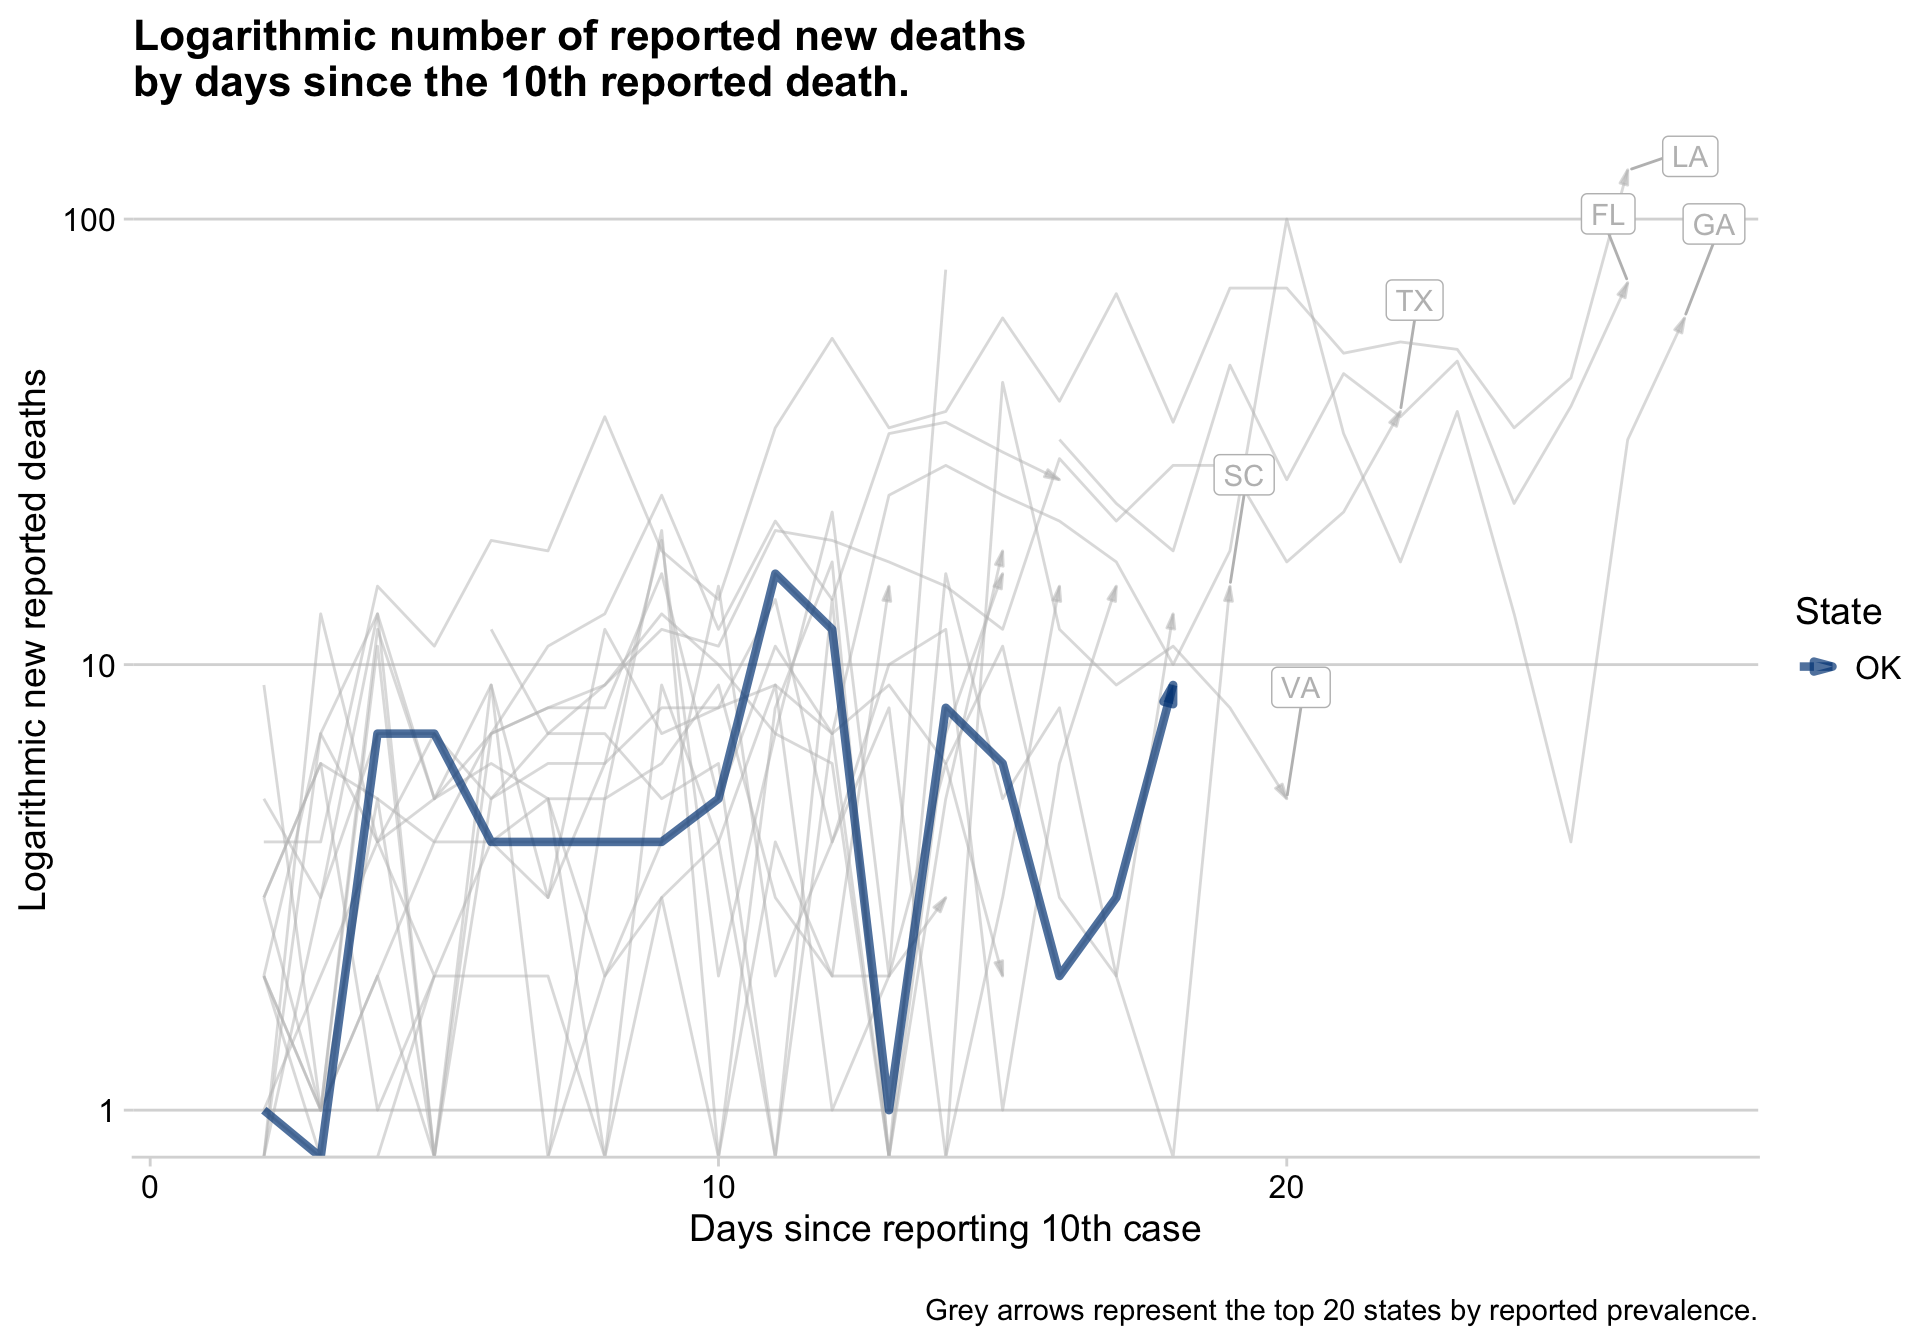 Logarithmic number of reported new deaths
by days since the 10th reported death.
Logarithmic new reported deaths
100
10
1
LA
FL
GA
TX
SC
VA
State
OK
0
10
20
Days since reporting 10th case
Grey arrows represent the top 20 states by reported prevalence.